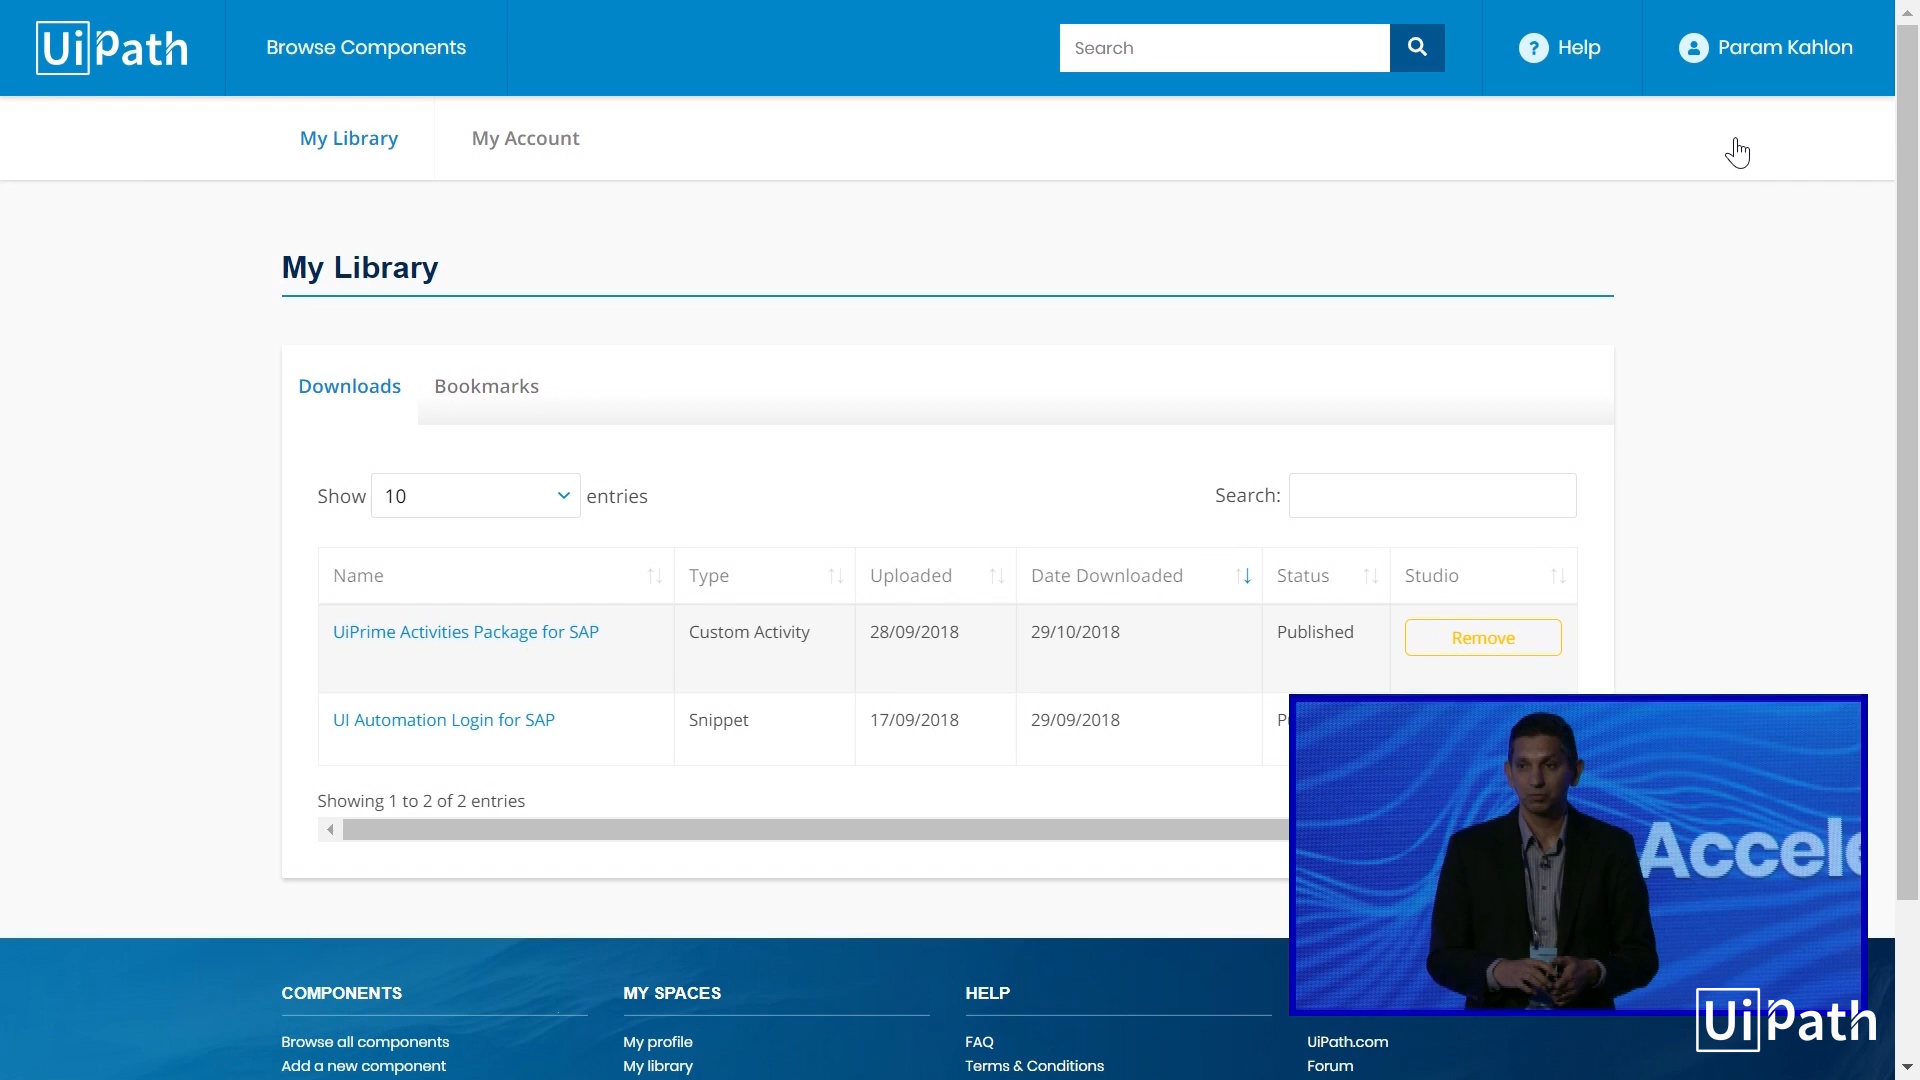 UiPath
Browse Components
Search
Help
Param Kahlon
My Library
My Account
My Library
Downloads
Bookmarks
Show 10 entries
Search:
Name
Type
Uploaded
Date Downloaded
Status
Studio
UiPrime Activities Package for SAP
Custom Activity
28/09/2018
29/10/2018
Published
Remove
UI Automation Login for SAP
Snippet
17/09/2018
29/09/2018
Showing 1 to 2 of 2 entries
Accele
COMPONENTS
MY SPACES
HELP
Browse all components
My profile
FAQ
UiPath.com
Add a new component
My library
Terms & Conditions
Forum
UiPath